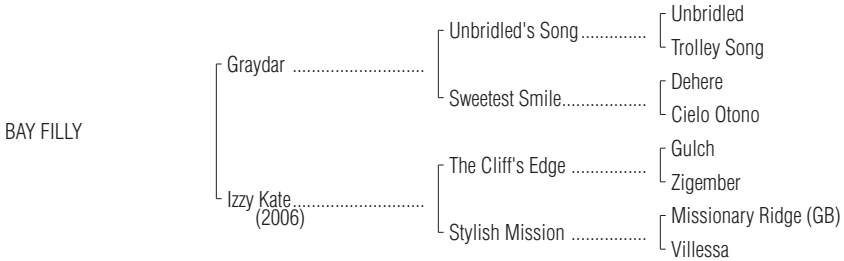 Unbridled
Unbridled's Song..............
Trolley Song
Graydar ............................
Dehere
Sweetest Smile..................
Cielo Otono
BAY FILLY
Gulch
The Cliff's Edge ................
Zigember
Izzy Kate............................
(2006)
Missionary Ridge (GB)
Stylish Mission ................
Villessa